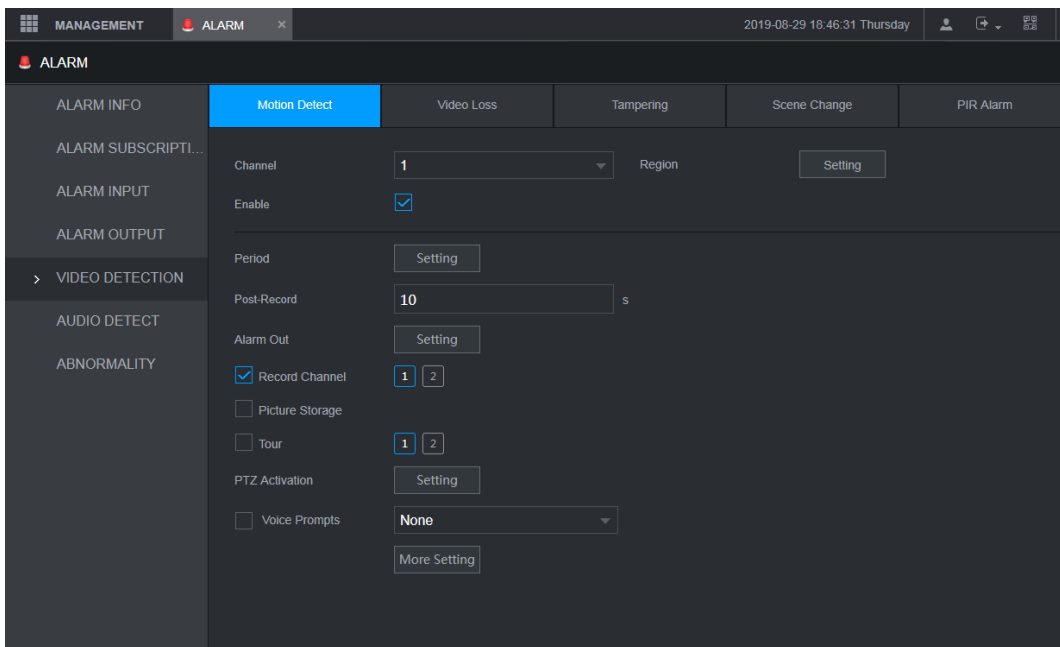 MANAGEMENT ALARM × 2019-08-29 18:46:31 Thursday
ALARM
ALARM INFO
ALARM SUBSCRIPTI...
ALARM INPUT
ALARM OUTPUT
VIDEO DETECTION
AUDIO DETECT
ABNORMALITY
Motion Detect Video Loss Tampering Scene Change PIR Alarm
Channel 1 Region Setting
Enable
Period Setting
Post-Record 10 s
Alarm Out Setting
Record Channel 1 2
Picture Storage
Tour 1 2
PTZ Activation Setting
Voice Prompts None
More Setting